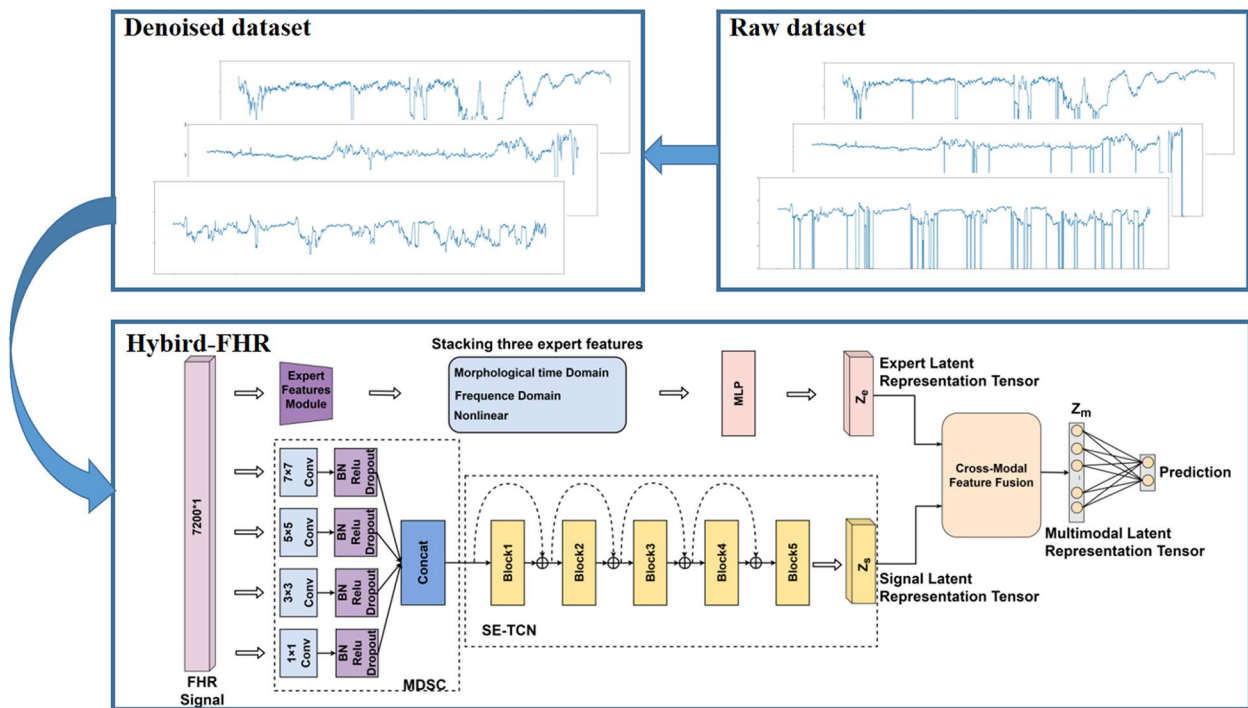 Denoised dataset
Raw dataset
Hybird-FHR
7200*1
FHR
Signal
Expert
Features
Module
Stacking three expert features
Morphological time Domain
Frequence Domain
Nonlinear
MLP
Z_e
Expert Latent
Representation Tensor
7×7
Conv
BN
Relu
Dropout
5×5
Conv
BN
Relu
Dropout
3×3
Conv
BN
Relu
Dropout
1×1
Conv
BN
Relu
Dropout
Concat
MDSC
Block1
Block2
Block3
Block4
Block5
SE-TCN
Z_s
Signal Latent
Representation Tensor
Cross-Modal
Feature Fusion
Z_m
Prediction
Multimodal Latent
Representation Tensor